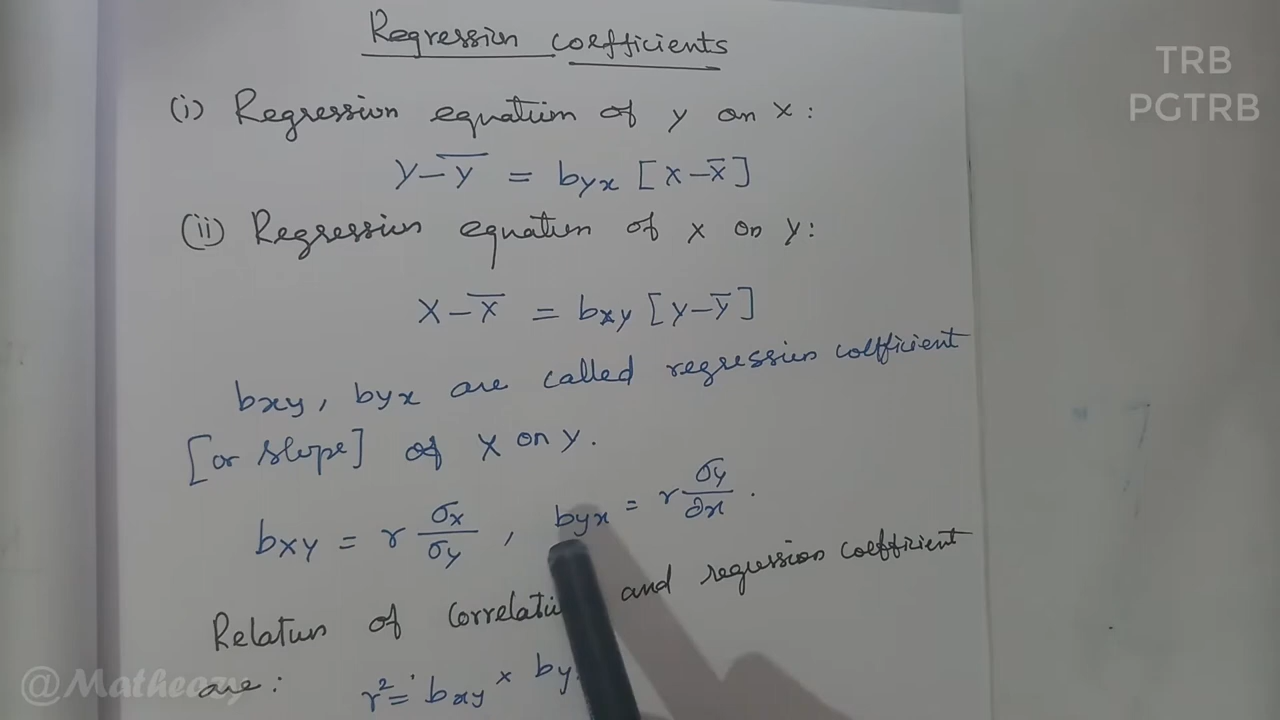 Regression coefficients
TRB
PGTRB
(i) Regression equation of y on x:
y - y̅ = byx [x - x̅]
(ii) Regression equation of x on y:
x - x̅ = bxy [y - y̅]
bxy, byx are called regression coefficient
[or slope] of x on y.
bxy = r σx/σy , byx = r σy/σx .
Relation of correlati and regression coefficient
are: r² = bxy × by
@Matheazy